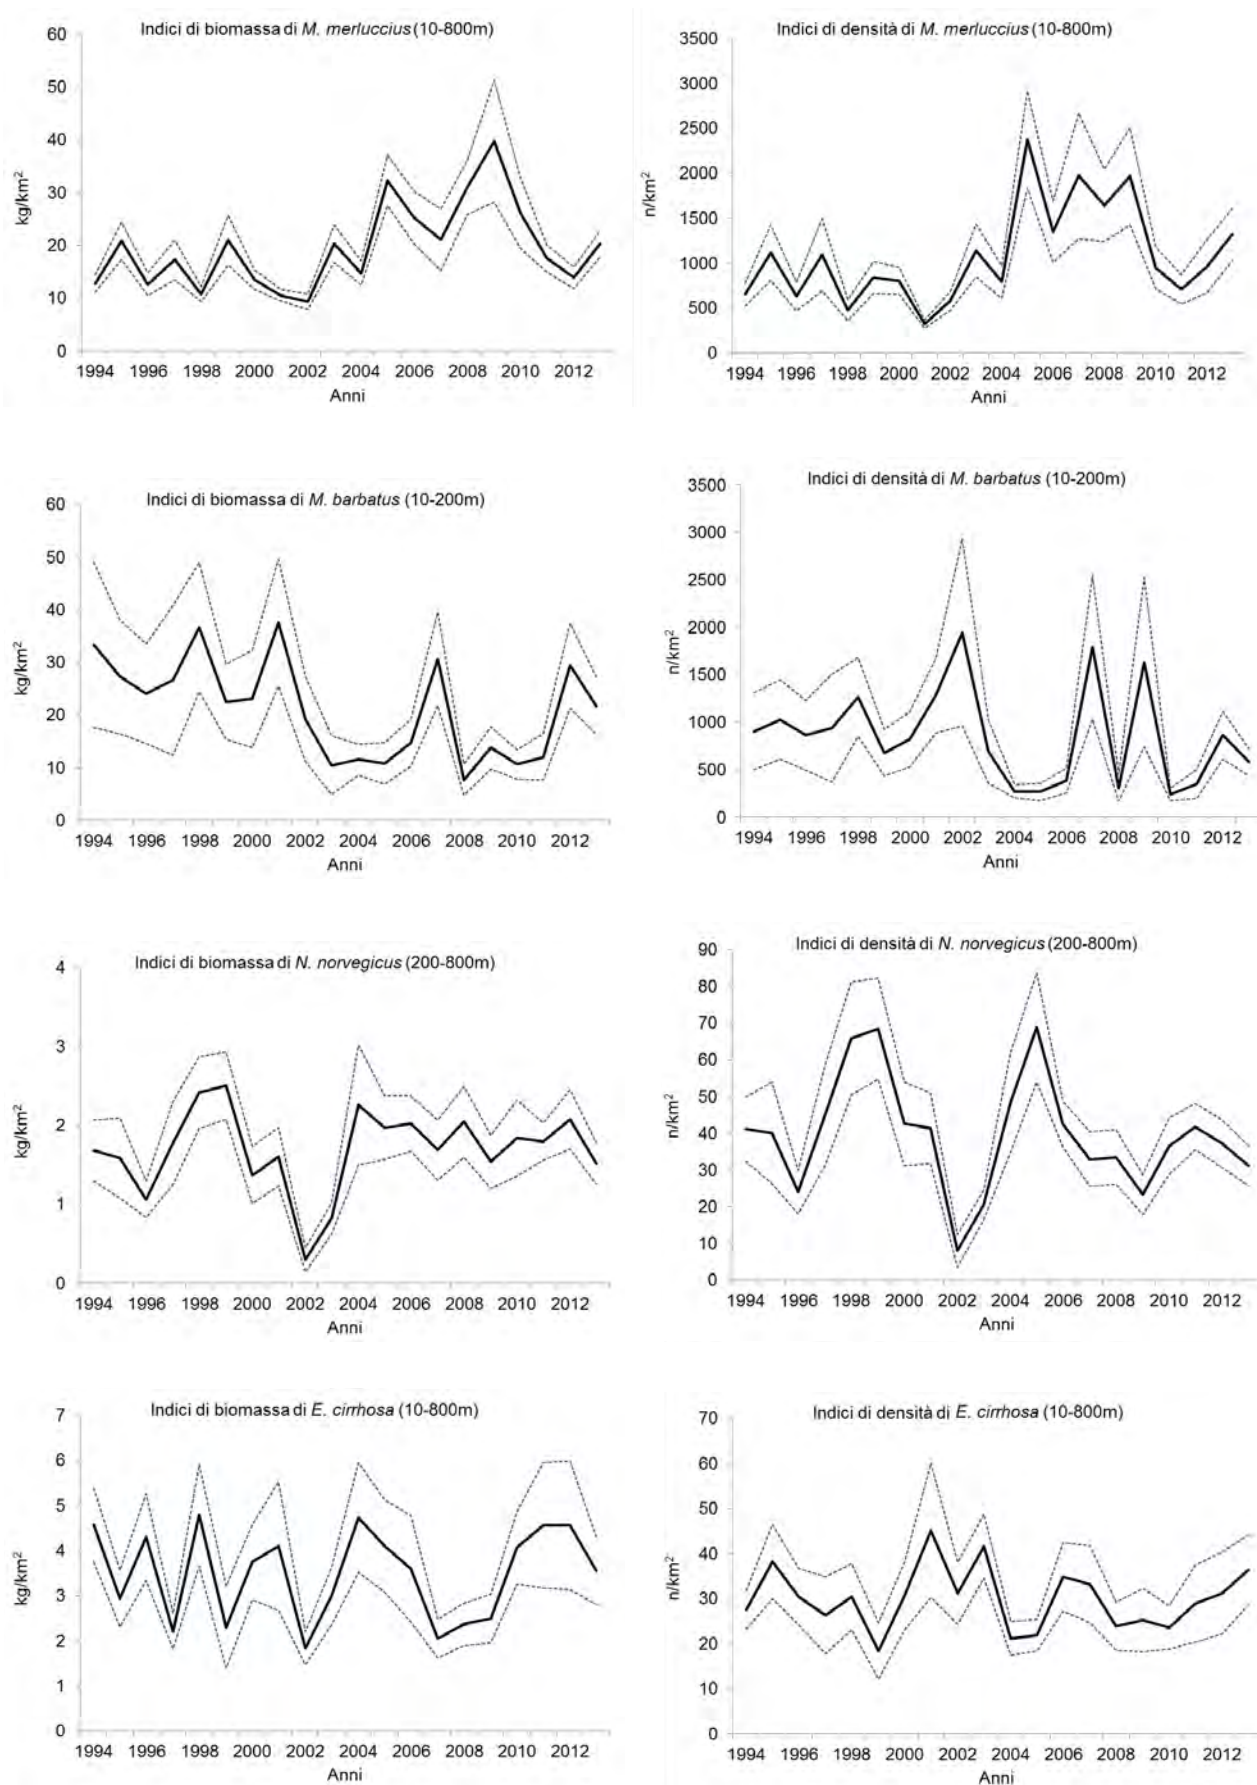 Indici di biomassa di M. merluccius (10-800m)
60
50
40
30
20
10
0
kg/km²
1994 1996 1998 2000 2002 2004 2006 2008 2010 2012
Anni
Indici di densità di M. merluccius (10-800m)
3500
3000
2500
2000
1500
1000
500
0
n/km²
1994 1996 1998 2000 2002 2004 2006 2008 2010 2012
Anni
Indici di biomassa di M. barbatus (10-200m)
60
50
40
30
20
10
0
kg/km²
1994 1996 1998 2000 2002 2004 2006 2008 2010 2012
Anni
Indici di densità di M. barbatus (10-200m)
3500
3000
2500
2000
1500
1000
500
0
n/km²
1994 1996 1998 2000 2002 2004 2006 2008 2010 2012
Anni
Indici di biomassa di N. norvegicus (200-800m)
4
3
2
1
0
kg/km²
1994 1996 1998 2000 2002 2004 2006 2008 2010 2012
Anni
Indici di densità di N. norvegicus (200-800m)
90
80
70
60
50
40
30
20
10
0
n/km²
1994 1996 1998 2000 2002 2004 2006 2008 2010 2012
Anni
Indici di biomassa di E. cirrhosa (10-800m)
7
6
5
4
3
2
1
0
kg/km²
1994 1996 1998 2000 2002 2004 2006 2008 2010 2012
Anni
Indici di densità di E. cirrhosa (10-800m)
70
60
50
40
30
20
10
0
n/km²
1994 1996 1998 2000 2002 2004 2006 2008 2010 2012
Anni